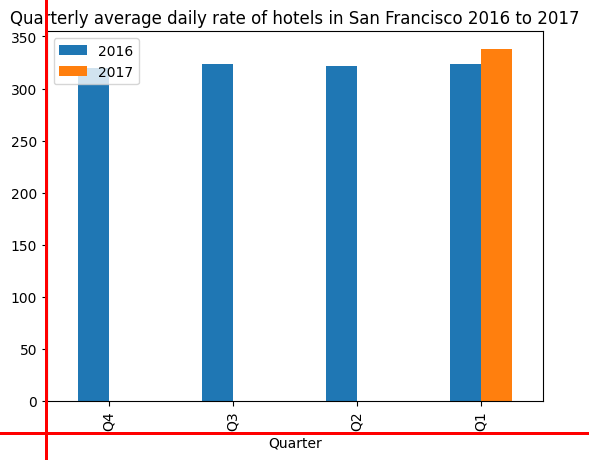 Quarterly average daily rate of hotels in San Francisco 2016 to 2017
2016
2017
350
300
250
200
150
100
50
0
Q4
Q3
Q2
Q1
Quarter